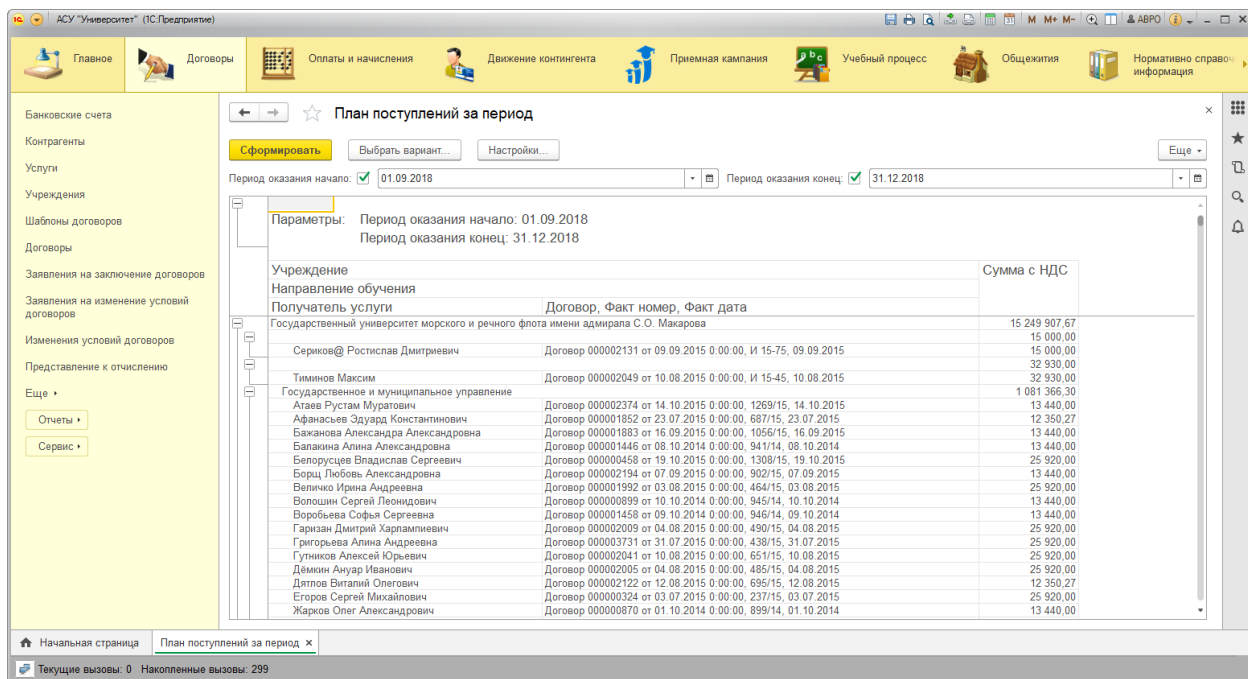 АСУ "Университет" (1С:Предприятие) M M+ M- АВРО
Главное Договоры Оплаты и начисления Движение контингента Приемная кампания Учебный процесс Общежития Нормативно справоч
информация
Банковские счета
Контрагенты
Услуги
Учреждения
Шаблоны договоров
Договоры
Заявления на заключение договоров
Заявления на изменение условий
договоров
Изменения условий договоров
Представление к отчислению
Еще
Отчеты
Сервис
План поступлений за период
Сформировать Выбрать вариант... Настройки... Еще
Период оказания начало: 01.09.2018 Период оказания конец: 31.12.2018
Параметры: Период оказания начало: 01.09.2018
Период оказания конец: 31.12.2018
Учреждение Сумма с НДС
Направление обучения
Получатель услуги Договор, Факт номер, Факт дата
Государственный университет морского и речного флота имени адмирала С.О. Макарова 15 249 907,67
15 000,00
Сериков@ Ростислав Дмитриевич Договор 000002131 от 09.09.2015 0:00:00, И 15-75, 09.09.2015 15 000,00
32 930,00
Тиминов Максим Договор 000002049 от 10.08.2015 0:00:00, И 15-45, 10.08.2015 32 930,00
Государственное и муниципальное управление 1 081 366,30
Атаев Рустам Муратович Договор 000002374 от 14.10.2015 0:00:00, 1269/15, 14.10.2015 13 440,00
Афанасьев Эдуард Константинович Договор 000001852 от 23.07.2015 0:00:00, 687/15, 23.07.2015 12 350,27
Бажанова Александра Александровна Договор 000001883 от 16.09.2015 0:00:00, 1056/15, 16.09.2015 13 440,00
Балакина Алина Александровна Договор 000001446 от 08.10.2014 0:00:00, 941/14, 08.10.2014 13 440,00
Белорусцев Владислав Сергеевич Договор 000000458 от 19.10.2015 0:00:00, 1308/15, 19.10.2015 25 920,00
Борщ Любовь Александровна Договор 000002194 от 07.09.2015 0:00:00, 902/15, 07.09.2015 13 440,00
Величко Ирина Андреевна Договор 000001992 от 03.08.2015 0:00:00, 464/15, 03.08.2015 25 920,00
Волошин Сергей Леонидович Договор 000000899 от 10.10.2014 0:00:00, 945/14, 10.10.2014 13 440,00
Воробьева Софья Сергеевна Договор 000001458 от 09.10.2014 0:00:00, 946/14, 09.10.2014 13 440,00
Гаризан Дмитрий Харлампиевич Договор 000002009 от 04.08.2015 0:00:00, 490/15, 04.08.2015 25 920,00
Григорьева Алина Андреевна Договор 000003731 от 31.07.2015 0:00:00, 438/15, 31.07.2015 25 920,00
Гутников Алексей Юрьевич Договор 000002041 от 10.08.2015 0:00:00, 651/15, 10.08.2015 25 920,00
Дёмкин Ануар Иванович Договор 000002005 от 04.08.2015 0:00:00, 485/15, 04.08.2015 25 920,00
Дятлов Виталий Олегович Договор 000002122 от 12.08.2015 0:00:00, 695/15, 12.08.2015 12 350,27
Егоров Сергей Михайлович Договор 000000324 от 03.07.2015 0:00:00, 237/15, 03.07.2015 25 920,00
Жарков Олег Александрович Договор 000000870 от 01.10.2014 0:00:00, 899/14, 01.10.2014 13 440,00
Начальная страница План поступлений за период
Текущие вызовы: 0 Накопленные вызовы: 299